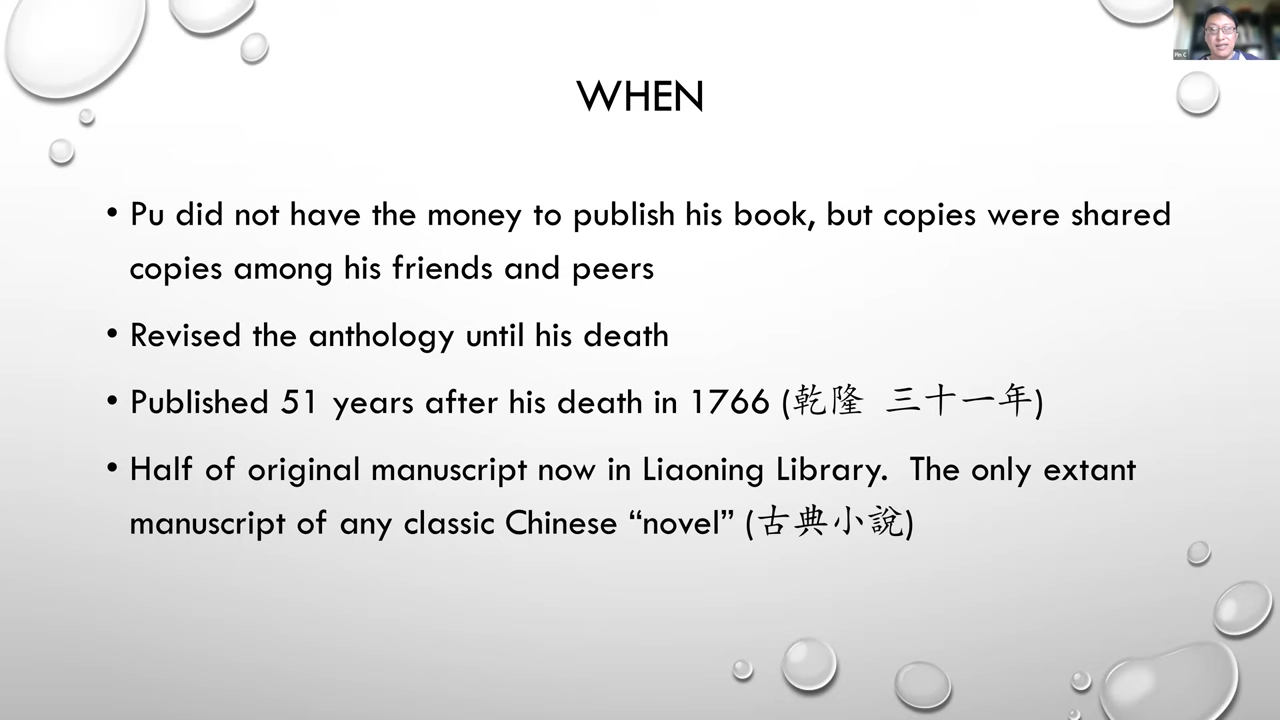 WHEN
• Pu did not have the money to publish his book, but copies were shared
copies among his friends and peers
• Revised the anthology until his death
• Published 51 years after his death in 1766 (乾隆 三十一年)
• Half of original manuscript now in Liaoning Library. The only extant
manuscript of any classic Chinese “novel” (古典小說)
Pin C